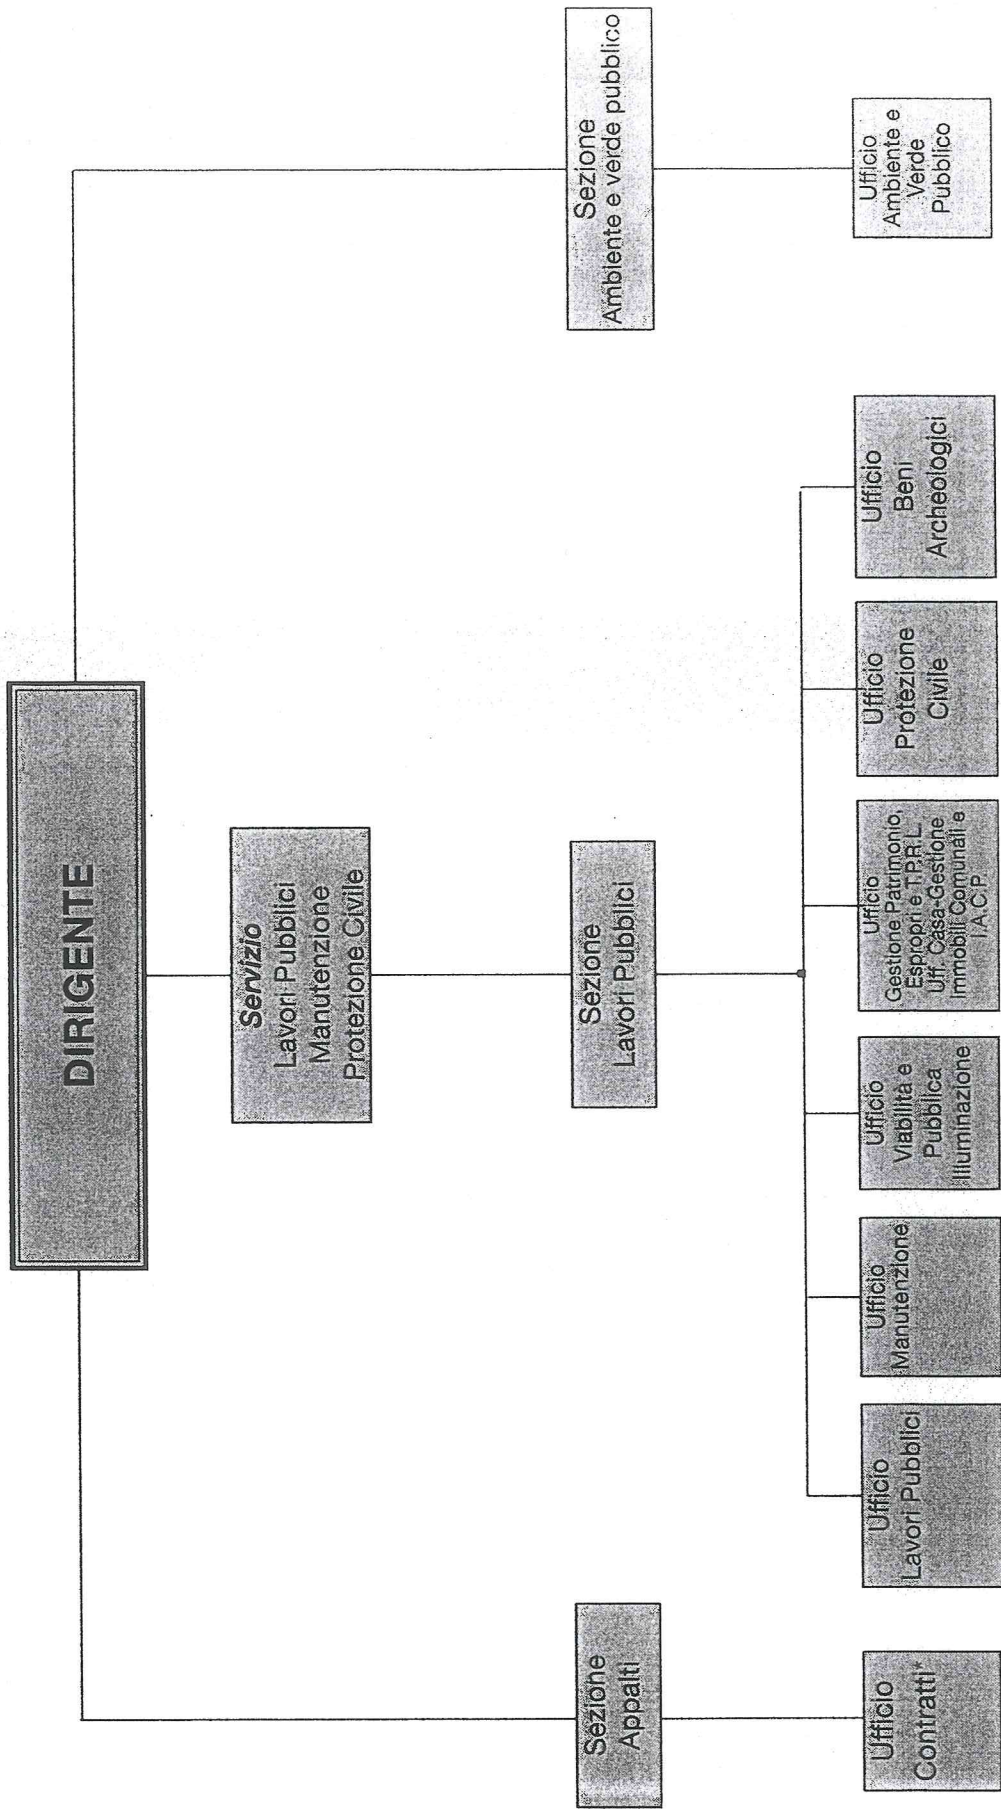 DIRIGENTE
Servizio
Lavori Pubblici
Manutenzione
Protezione Civile
Sezione
Appalti
Sezione
Lavori Pubblici
Sezione
Ambiente e verde pubblico
Ufficio
Contratti*
Ufficio
Lavori Pubblici
Ufficio
Manutenzione
Ufficio
Viabilità e
Pubblica
Illuminazione
Ufficio
Gestione Patrimonio,
Espropri e T.P.R.L.
Uff. Casa-Gestione
Immobili Comunali e
I.A.C.P.
Ufficio
Protezione
Civile
Ufficio
Beni
Archeologici
Ufficio
Ambiente e
Verde
Pubblico